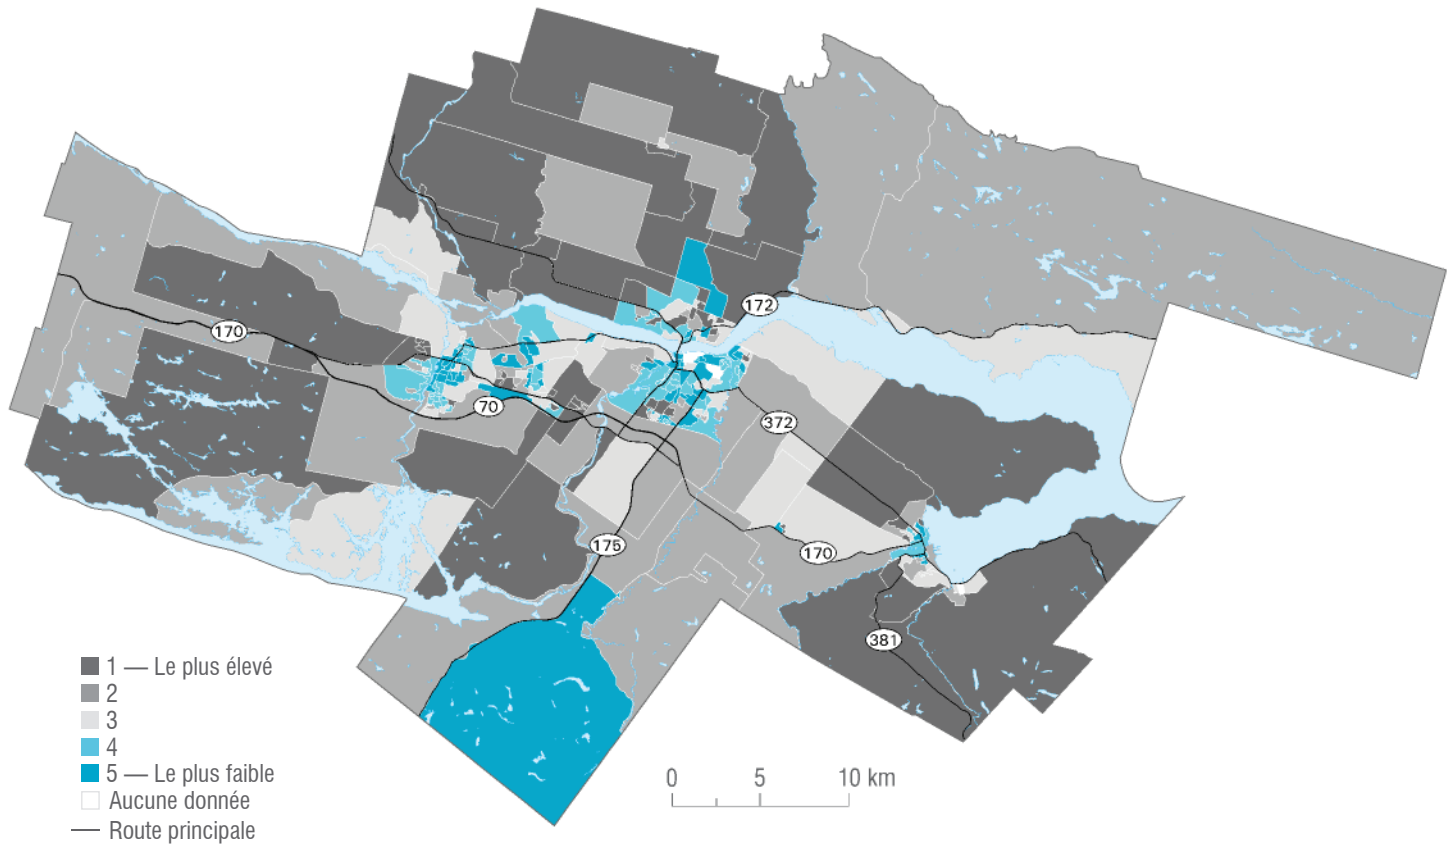 172
170
70
372
175
170
381
1 — Le plus élevé
2
3
4
5 — Le plus faible
Aucune donnée
Route principale
0 5 10 km